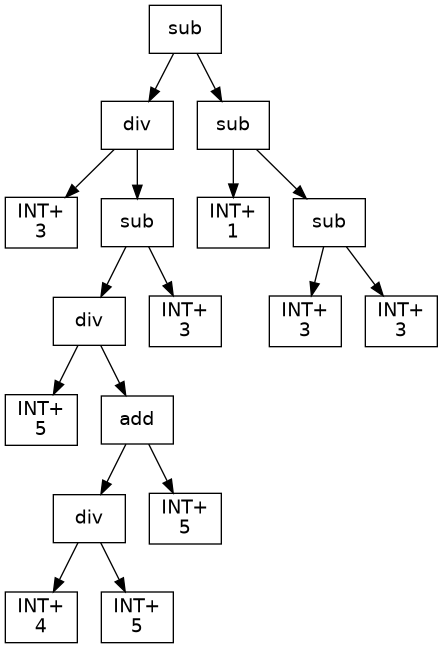 sub
div
sub
INT+
3
sub
INT+
1
sub
div
INT+
3
INT+
3
INT+
3
INT+
5
add
div
INT+
5
INT+
4
INT+
5